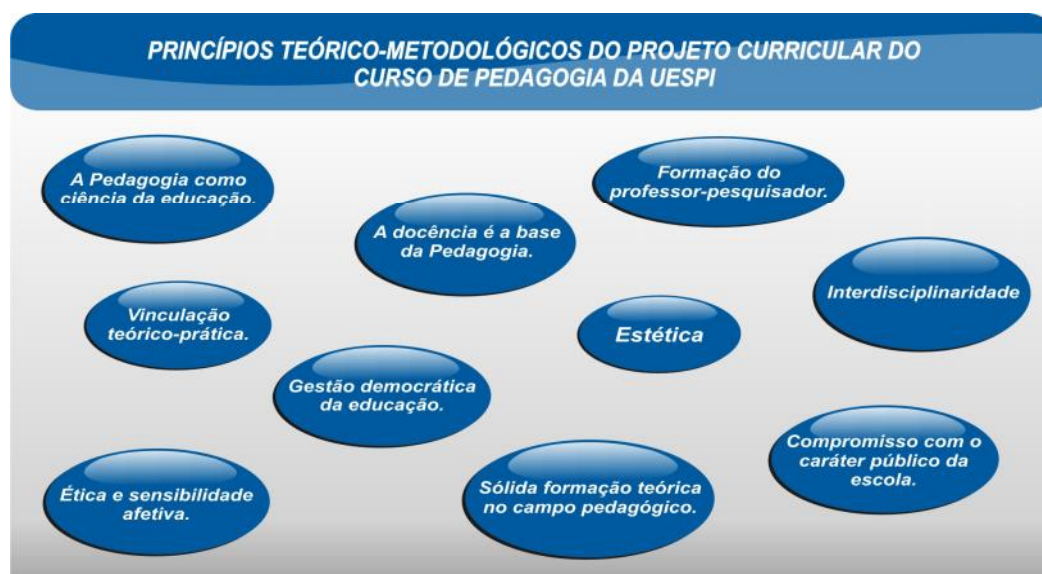 PRINCÍPIOS TEÓRICO-METODOLÓGICOS DO PROJETO CURRICULAR DO
CURSO DE PEDAGOGIA DA UESPI
A Pedagogia como
ciência da educação.
Formação do
professor-pesquisador.
A docência é a base
da Pedagogia.
Interdisciplinaridade
Vinculação
teórico-prática.
Estética
Gestão democrática
da educação.
Compromisso com o
caráter público da
escola.
Ética e sensibilidade
afetiva.
Sólida formação teórica
no campo pedagógico.